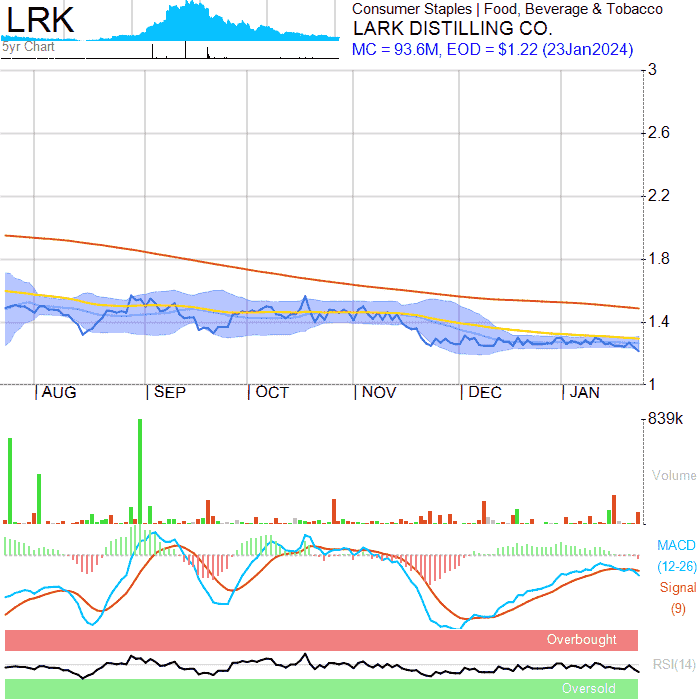 LRK
Consumer Staples | Food, Beverage & Tobacco
LARK DISTILLING CO.
MC = 93.6M, EOD = $1.22 (23Jan2024)
5yr Chart
3
2.6
2.2
1.8
1.4
1
AUG SEP OCT NOV DEC JAN
839k
Volume
MACD
(12-26)
Signal
(9)
Overbought
RSI(14)
Oversold